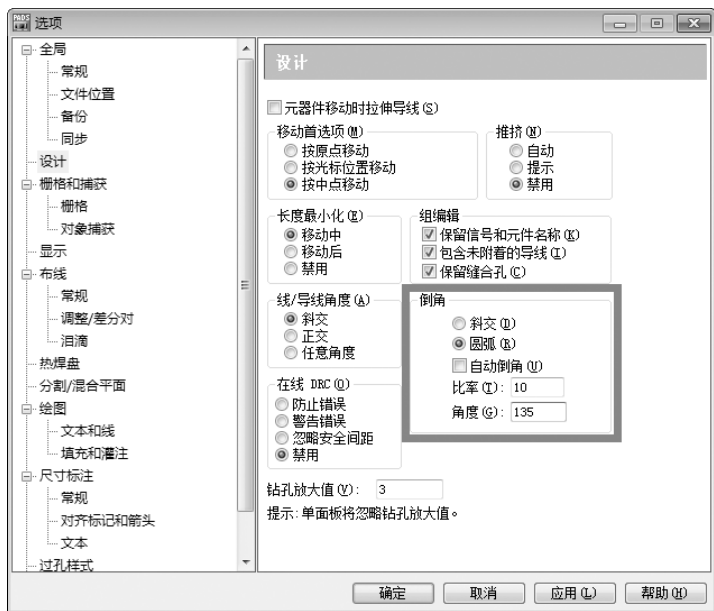 PADS
选项
全局
常规
文件位置
备份
同步
设计
栅格和捕获
栅格
对象捕获
显示
布线
常规
调整/差分对
泪滴
热焊盘
分割/混合平面
绘图
文本和线
填充和灌注
尺寸标注
常规
对齐标记和箭头
文本
过孔样式
设计
元器件移动时拉伸导线(S)
移动首选项(M)
按原点移动
按光标位置移动
按中点移动
推挤(N)
自动
提示
禁用
长度最小化(E)
移动中
移动后
禁用
组编辑
保留信号和元件名称(K)
包含未附着的导线(I)
保留缝合孔(C)
线/导线角度(A)
斜交
正交
任意角度
倒角
斜交(D)
圆弧(R)
自动倒角(U)
比率(T): 10
角度(G): 135
在线 DRC(O)
防止错误
警告错误
忽略安全间距
禁用
钻孔放大值(Y): 3
提示:单面板将忽略钻孔放大值。
确定 取消 应用(L) 帮助(H)